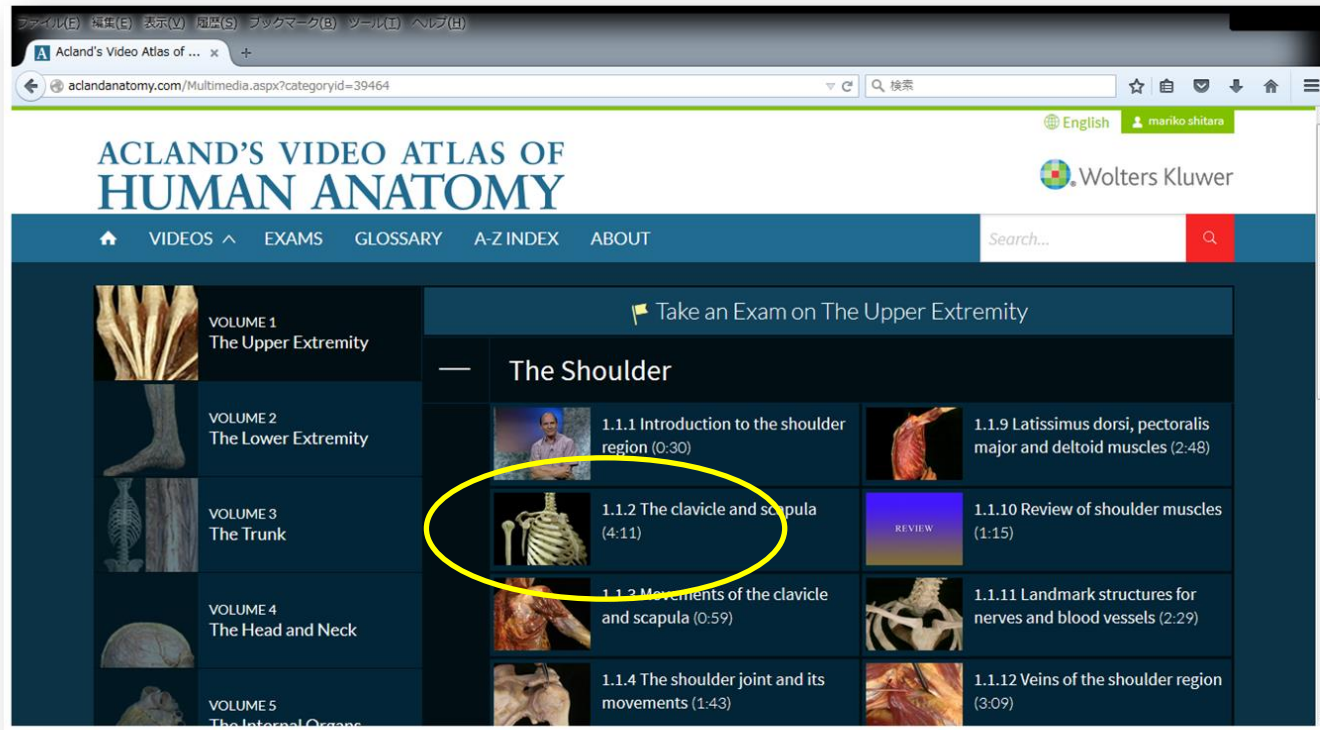 ファイル(F) 編集(E) 表示(V) 履歴(S) ブックマーク(B) ツール(T) ヘルプ(H)
A Acland's Video Atlas of ... × +
aclandanatomy.com/Multimedia.aspx?categoryid=39464
検索
English
mariko shitara
ACLAND'S VIDEO ATLAS OF
HUMAN ANATOMY
Wolters Kluwer
VIDEOS EXAMS GLOSSARY A-Z INDEX ABOUT
Search...
VOLUME 1
The Upper Extremity
VOLUME 2
The Lower Extremity
VOLUME 3
The Trunk
VOLUME 4
The Head and Neck
VOLUME 5
The Internal Organs
Take an Exam on The Upper Extremity
The Shoulder
1.1.1 Introduction to the shoulder
region (0:30)
1.1.2 The clavicle and scapula
(4:11)
1.1.3 Movements of the clavicle
and scapula (0:59)
1.1.4 The shoulder joint and its
movements (1:43)
1.1.9 Latissimus dorsi, pectoralis
major and deltoid muscles (2:48)
REVIEW
1.1.10 Review of shoulder muscles
(1:15)
1.1.11 Landmark structures for
nerves and blood vessels (2:29)
1.1.12 Veins of the shoulder region
(3:09)